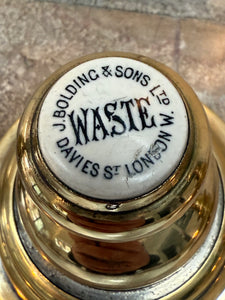 J. BOLDING & SONS LTD
WASTE
DAVIES ST LONDON W.